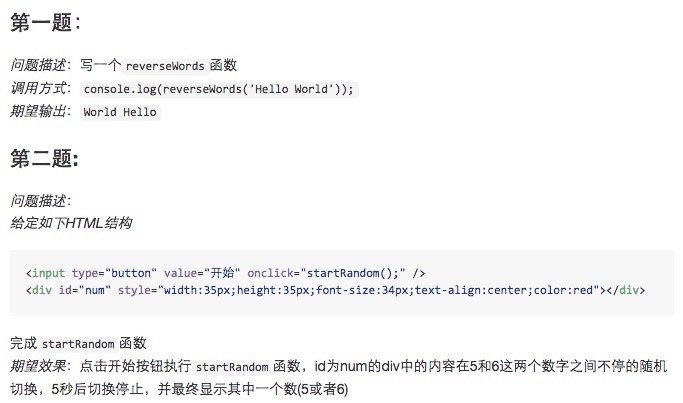 第一题：
问题描述：写一个 reverseWords 函数
调用方式： console.log(reverseWords('Hello World'));
期望输出： World Hello
第二题:
问题描述：
给定如下HTML结构
<input type="button" value="开始" onclick="startRandom();" />
<div id="num" style="width:35px;height:35px;font-size:34px;text-align:center;color:red"></div>
完成 startRandom 函数
期望效果：点击开始按钮执行 startRandom 函数，id为num的div中的内容在5和6这两个数字之间不停的随机
切换，5秒后切换停止，并最终显示其中一个数(5或者6)